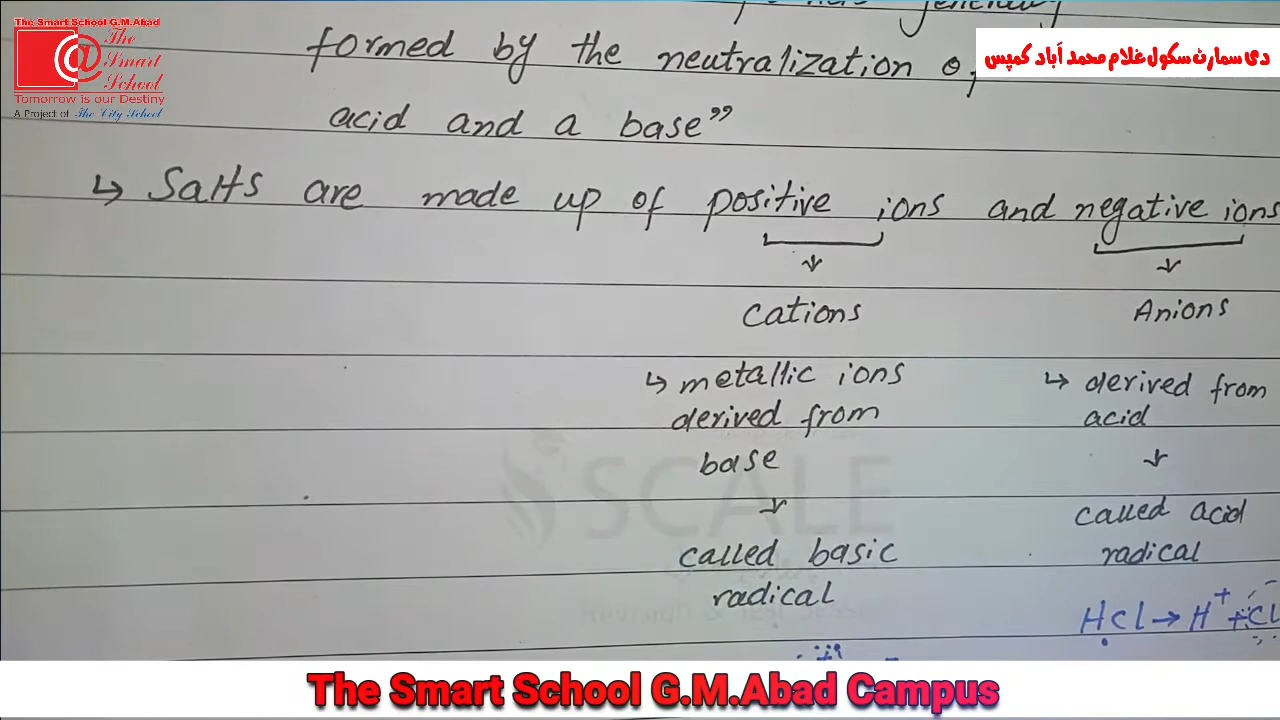 The Smart School G.M.Abad
The
Smart
School
Tomorrow is our Destiny
A Project of The City School
دی سمارٹ سکول غلام محمد آباد کیمپس
formed by the neutralization
acid and a base”
↳ Salts are made up of positive ions and negative ions
Cations
Anions
↳ metallic ions
derived from
base
called basic
radical
↳ derived from
acid
called acid
radical
HCl → H⁺ + Cl⁻
SCALE
The Smart School G.M.Abad Campus